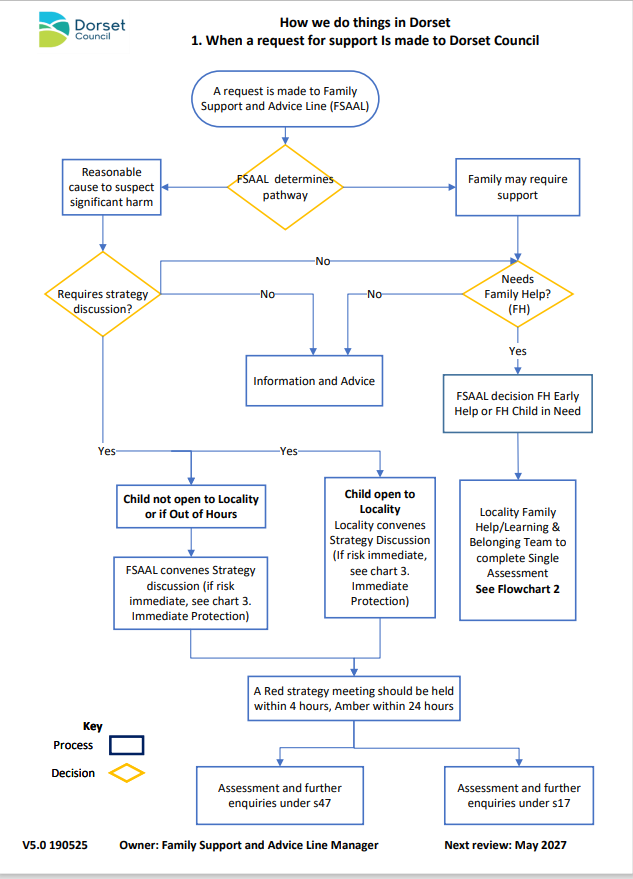 Dorset
Council
How we do things in Dorset
1. When a request for support Is made to Dorset Council
A request is made to Family
Support and Advice Line (FSAAL)
FSAAL determines
pathway
Reasonable
cause to suspect
significant harm
Family may require
support
No
Requires strategy
discussion?
No
No
Needs
Family Help?
(FH)
Yes
Information and Advice
FSAAL decision FH Early
Help or FH Child in Need
Yes
Yes
Child not open to Locality
or if Out of Hours
Child open to
Locality
Locality convenes
Strategy Discussion
(If risk immediate,
see chart 3.
Immediate
Protection)
Locality Family
Help/Learning &
Belonging Team to
complete Single
Assessment
See Flowchart 2
FSAAL convenes Strategy
discussion (if risk
immediate, see chart 3.
Immediate Protection)
A Red strategy meeting should be held
within 4 hours, Amber within 24 hours
Key
Process
Decision
Assessment and further
enquiries under s47
Assessment and further
enquiries under s17
V5.0 190525
Owner: Family Support and Advice Line Manager
Next review: May 2027